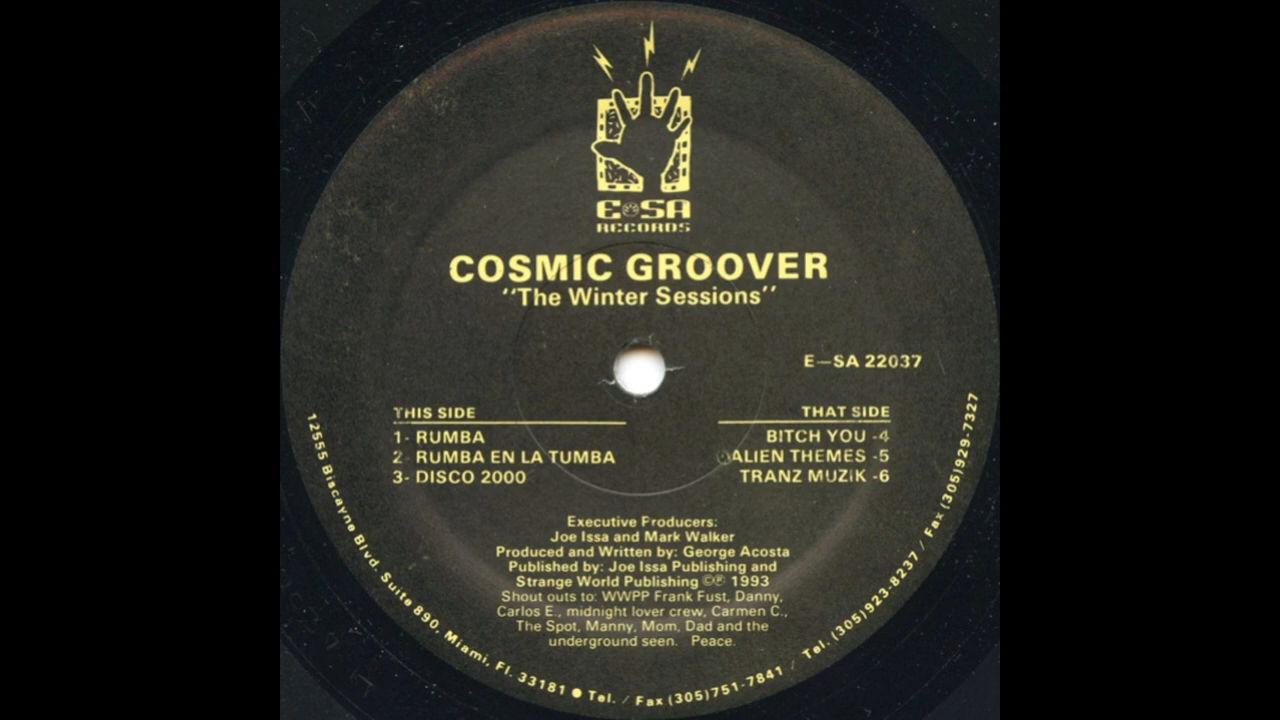 E-SA
RECORDS
COSMIC GROOVER
"The Winter Sessions"
E-SA 22037
THIS SIDE
1- RUMBA
2- RUMBA EN LA TUMBA
3- DISCO 2000
THAT SIDE
BITCH YOU -4
ALIEN THEMES -5
TRANZ MUZIK -6
Executive Producers:
Joe Issa and Mark Walker
Produced and Written by: George Acosta
Published by: Joe Issa Publishing and
Strange World Publishing ©℗ 1993
Shout outs to: WWPP Frank Fust, Danny,
Carlos E., midnight lover crew, Carmen C.,
The Spot, Manny, Mom, Dad and the
underground seen. Peace.
12555 Biscayne Blvd. Suite 890. Miami, Fl. 33181 ● Tel. / Fax (305)751-7841 / Tel. (305)923-8237 / Fax (305)929-7327